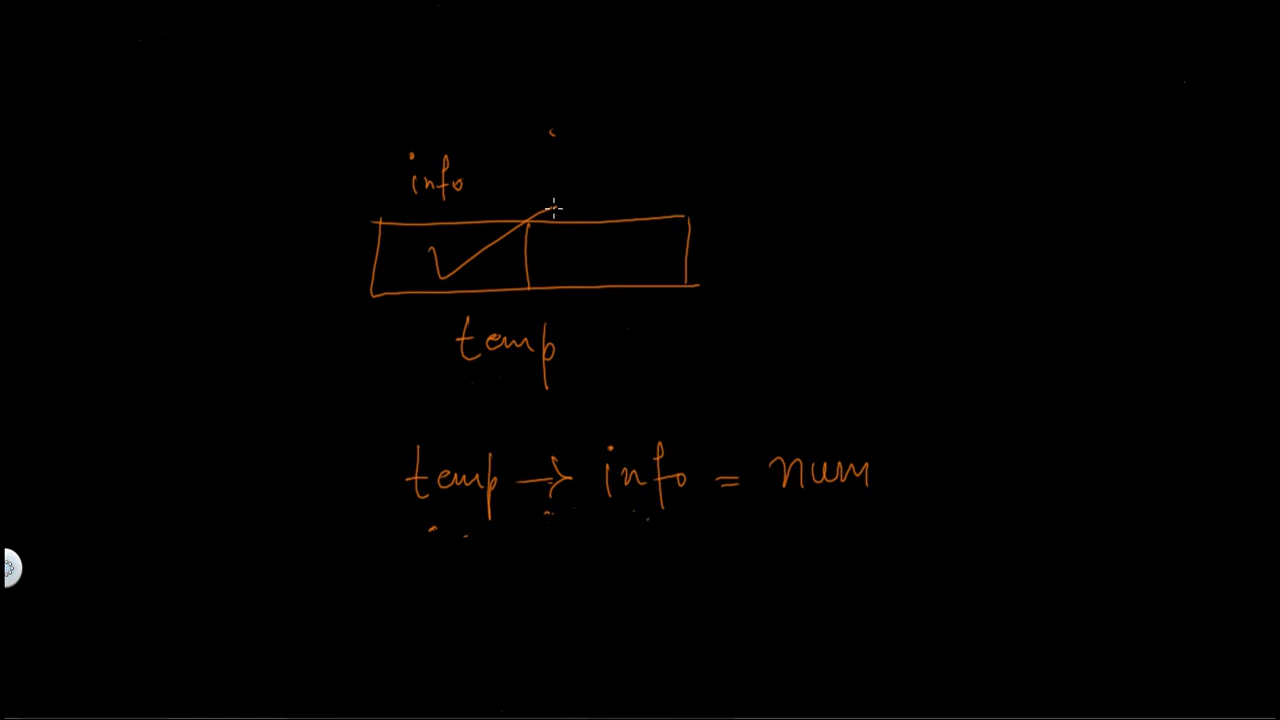 info
temp
temp → info = num